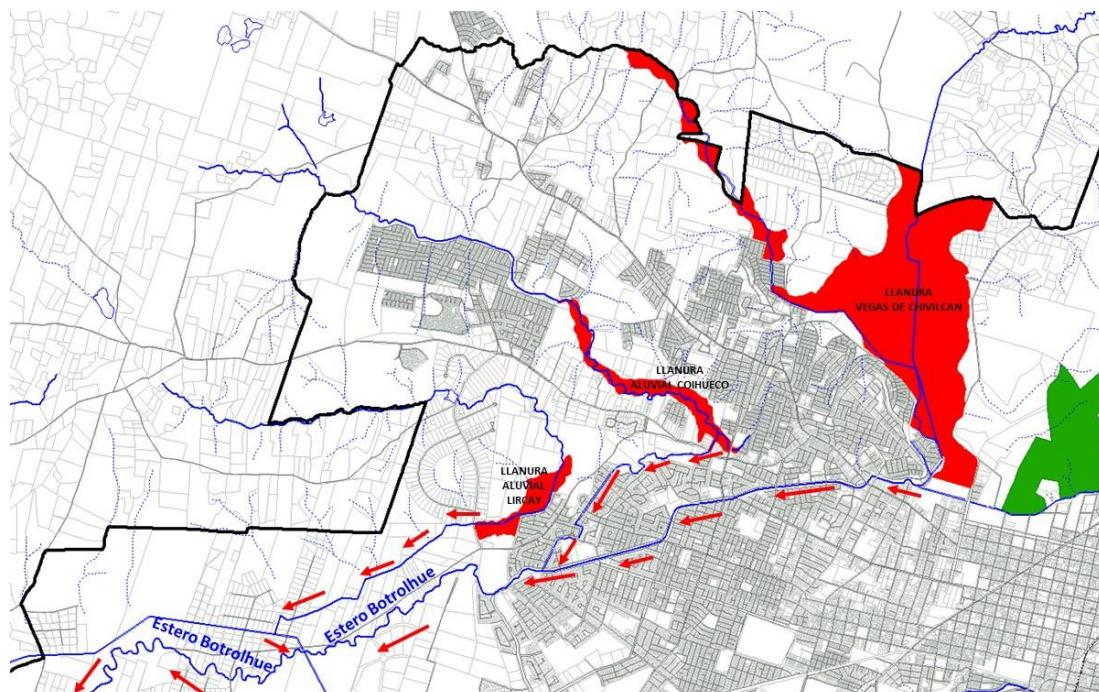 LLANURA
VEGAS DE CHIVILCAN
LLANURA
ALUVIAL COIHUECO
LLANURA
ALUVIAL
LIRCAY
Estero Botrolhue
Estero Botrolhue